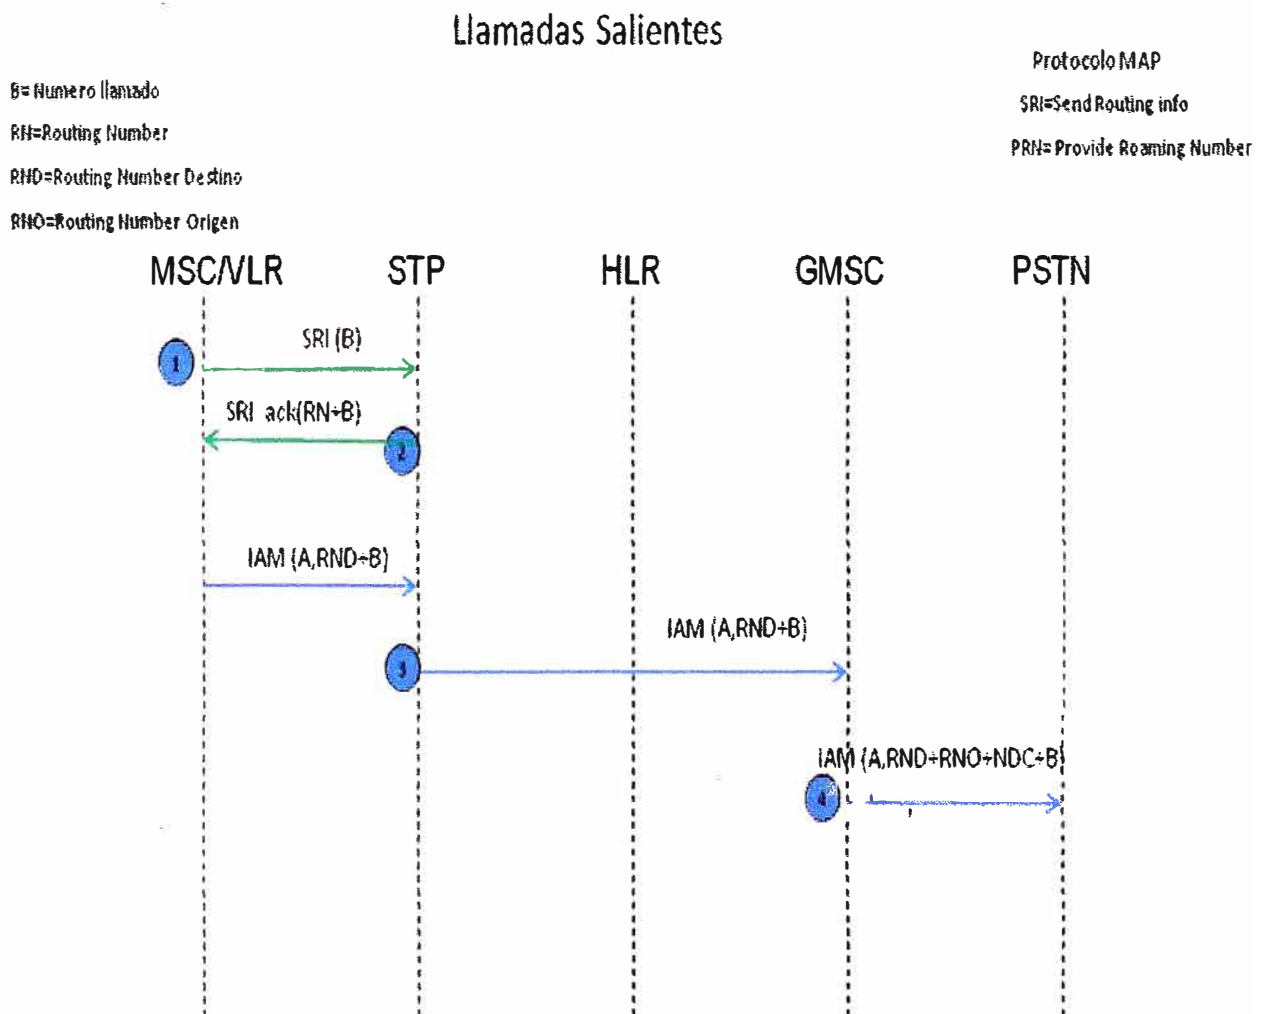 Llamadas Salientes
Protocolo MAP
SRI=Send Routing info
PRN= Provide Roaming Number
B= Numero llamado
RN=Routing Number
RND=Routing Number Destino
RNO=Routing Number Origen
MSC/VLR STP HLR GMSC PSTN
SRI (B)
1
SRI ack(RN+B)
2
IAM (A,RND+B)
IAM (A,RND+B)
3
IAM (A,RND+RNO+NDC+B)
4